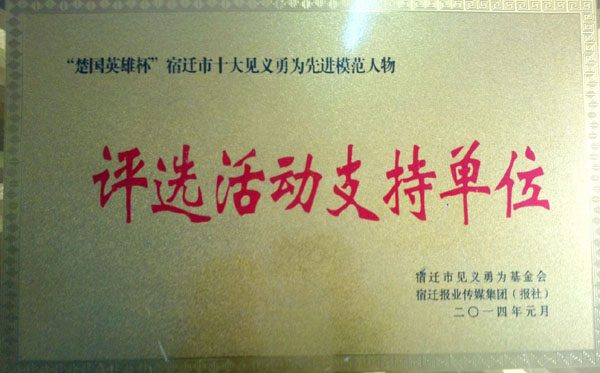 “楚国英雄杯”宿迁市十大见义勇为先进模范人物
评选活动支持单位
宿迁市见义勇为基金会
宿迁报业传媒集团（报社）
二〇一四年元月